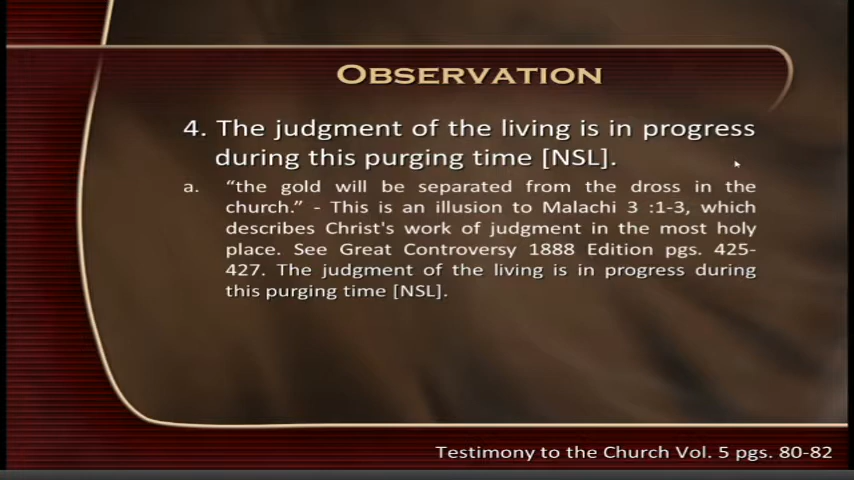 OBSERVATION
4. The judgment of the living is in progress
during this purging time [NSL].
a. “the gold will be separated from the dross in the
church.” - This is an illusion to Malachi 3 :1-3, which
describes Christ's work of judgment in the most holy
place. See Great Controversy 1888 Edition pgs. 425-
427. The judgment of the living is in progress during
this purging time [NSL].
Testimony to the Church Vol. 5 pgs. 80-82